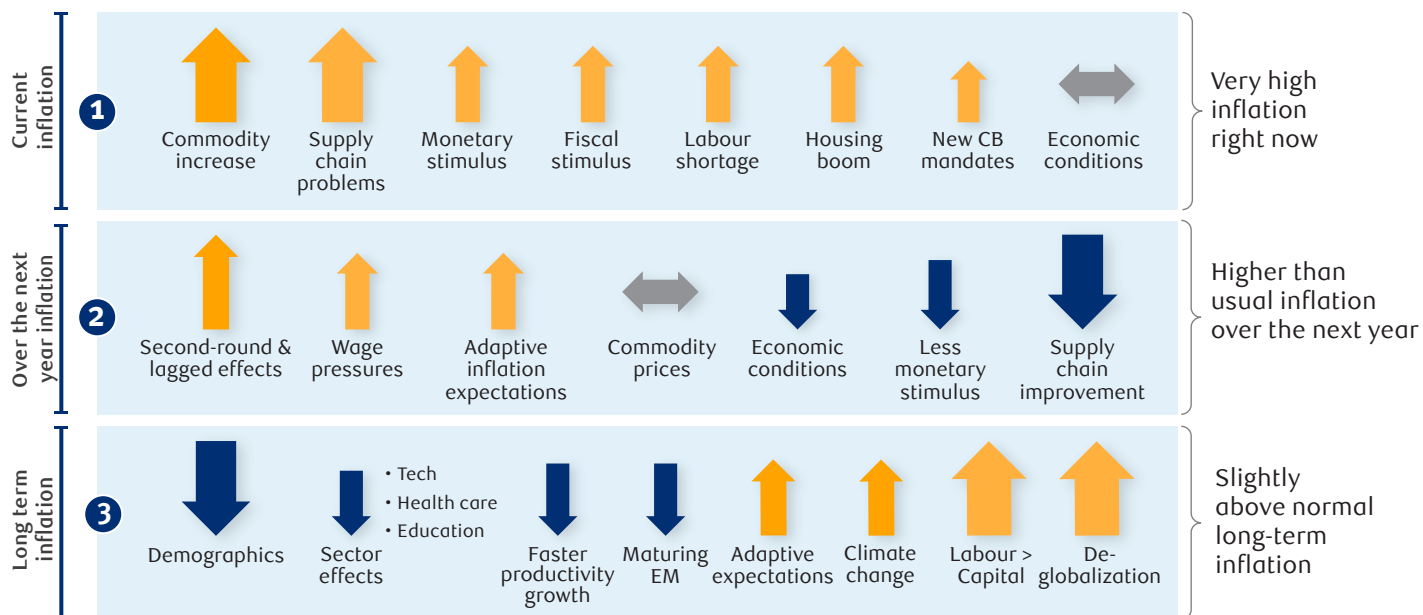 Current
inflation
1
Commodity
increase
Supply
chain
problems
Monetary
stimulus
Fiscal
stimulus
Labour
shortage
Housing
boom
New CB
mandates
Economic
conditions
Very high
inflation
right now
Over the next
year inflation
2
Second-round &
lagged effects
Wage
pressures
Adaptive
inflation
expectations
Commodity
prices
Economic
conditions
Less
monetary
stimulus
Supply
chain
improvement
Higher than
usual inflation
over the next year
Long term
inflation
3
Demographics
Sector
effects
• Tech
• Health care
• Education
Faster
productivity
growth
Maturing
EM
Adaptive
expectations
Climate
change
Labour >
Capital
De-
globalization
Slightly
above normal
long-term
inflation